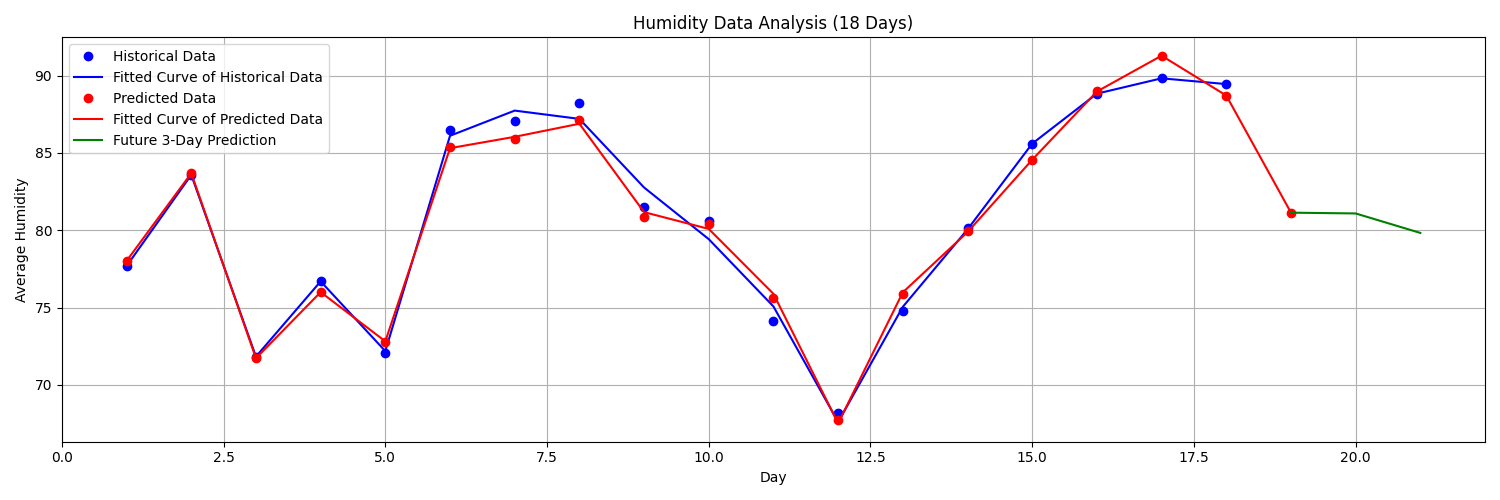 Humidity Data Analysis (18 Days)
Historical Data
Fitted Curve of Historical Data
Predicted Data
Fitted Curve of Predicted Data
Future 3-Day Prediction
Average Humidity
90
85
80
75
70
0.0 2.5 5.0 7.5 10.0 12.5 15.0 17.5 20.0
Day